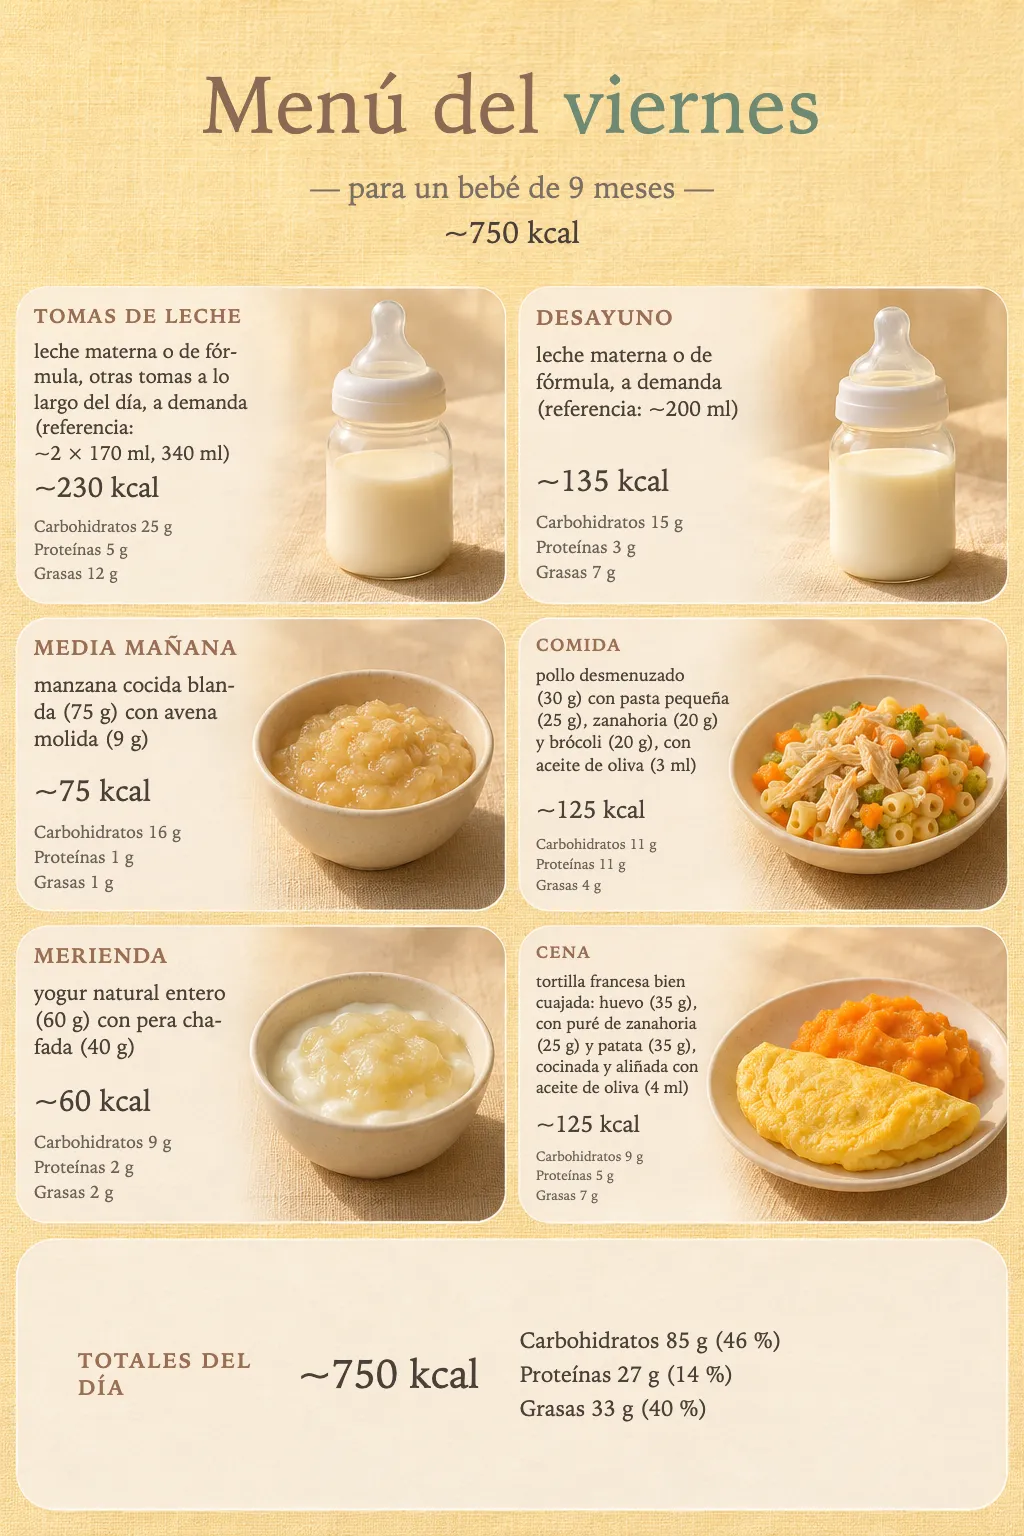 Menú del viernes
— para un bebé de 9 meses —
~750 kcal
TOMAS DE LECHE
leche materna o de fór-
mula, otras tomas a lo
largo del día, a demanda
(referencia:
~2 × 170 ml, 340 ml)
~230 kcal
Carbohidratos 25 g
Proteínas 5 g
Grasas 12 g
DESAYUNO
leche materna o de
fórmula, a demanda
(referencia: ~200 ml)
~135 kcal
Carbohidratos 15 g
Proteínas 3 g
Grasas 7 g
MEDIA MAÑANA
manzana cocida blan-
da (75 g) con avena
molida (9 g)
~75 kcal
Carbohidratos 16 g
Proteínas 1 g
Grasas 1 g
COMIDA
pollo desmenuzado
(30 g) con pasta pequeña
(25 g), zanahoria (20 g)
y brócoli (20 g), con
aceite de oliva (3 ml)
~125 kcal
Carbohidratos 11 g
Proteínas 11 g
Grasas 4 g
MERIENDA
yogur natural entero
(60 g) con pera cha-
fada (40 g)
~60 kcal
Carbohidratos 9 g
Proteínas 2 g
Grasas 2 g
CENA
tortilla francesa bien
cuajada: huevo (35 g),
con puré de zanahoria
(25 g) y patata (35 g),
cocinada y aliñada con
aceite de oliva (4 ml)
~125 kcal
Carbohidratos 9 g
Proteínas 5 g
Grasas 7 g
TOTALES DEL
DÍA
~750 kcal
Carbohidratos 85 g (46 %)
Proteínas 27 g (14 %)
Grasas 33 g (40 %)